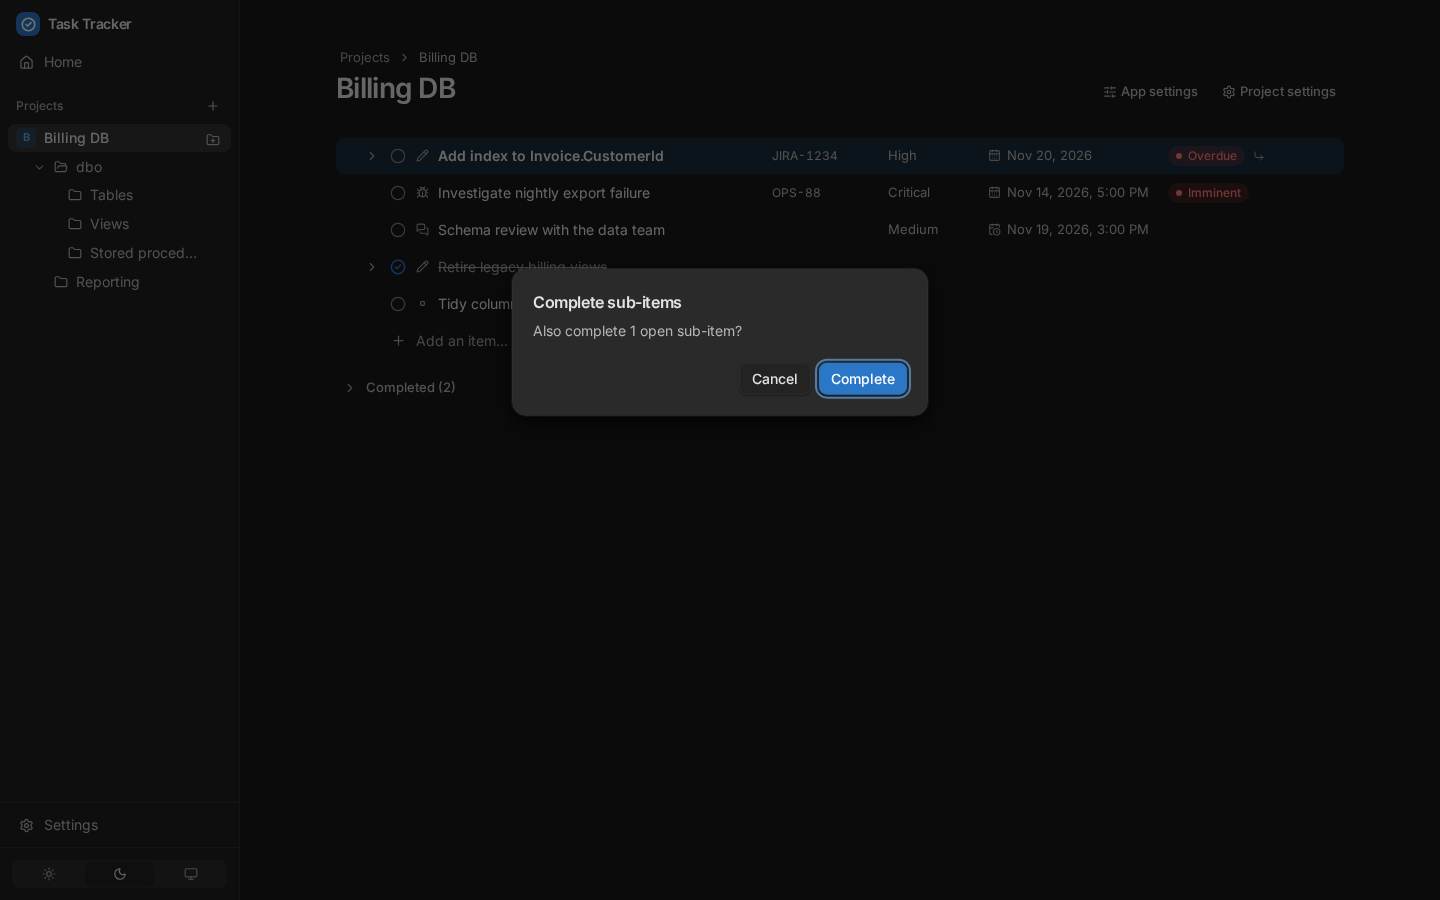 Task Tracker
Home
Projects
B Billing DB
dbo
Tables
Views
Stored proced...
Reporting
Settings
Projects > Billing DB
Billing DB
App settings
Project settings
Add index to Invoice.CustomerId JIRA-1234 High Nov 20, 2026 Overdue
Investigate nightly export failure OPS-88 Critical Nov 14, 2026, 5:00 PM Imminent
Schema review with the data team Medium Nov 19, 2026, 3:00 PM
Retire legacy billing views
Tidy
Add an item...
Completed (2)
Complete sub-items
Also complete 1 open sub-item?
Cancel
Complete